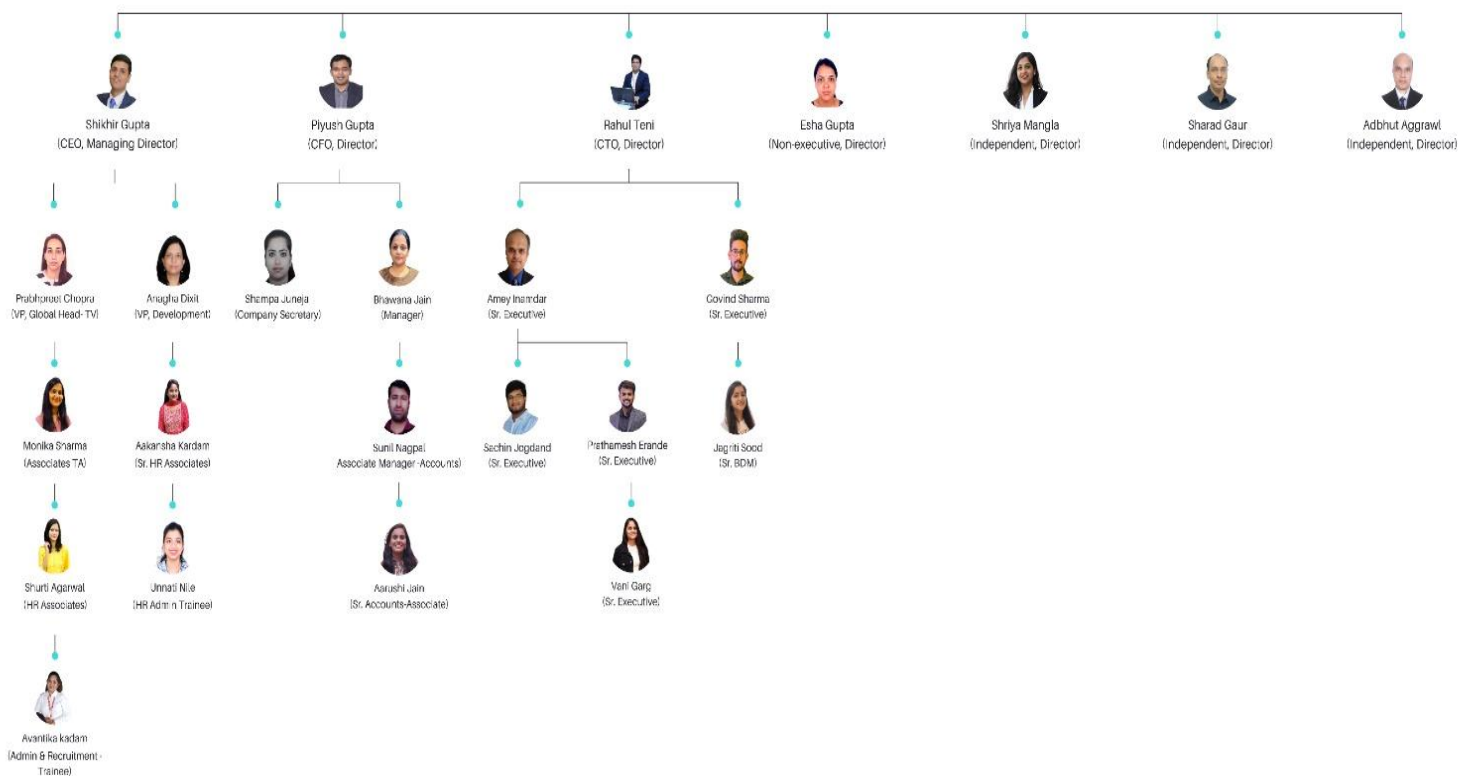 Shikhir Gupta
(CEO, Managing Director)
Piyush Gupta
(CFO, Director)
Rahul Teni
(CTO, Director)
Esha Gupta
(Non-executive, Director)
Shriya Mangla
(Independent, Director)
Sharad Gaur
(Independent, Director)
Adbhut Aggrawl
(Independent, Director)
Prabhpreet Chopra
(VP, Global Head- TV)
Anagha Dixit
(VP, Development)
Shampa Juneja
(Company Secretary)
Bhawana Jain
(Manager)
Amey Inamdar
(Sr. Executive)
Govind Sharma
(Sr. Executive)
Monika Sharma
(Associates TA)
Aakansha Kardam
(Sr. HR Associates)
Sunil Nagpal
Associate Manager -Accounts)
Sachin Jogdand
(Sr. Executive)
Prathamesh Erande
(Sr. Executive)
Jagriti Sood
(Sr. BDM)
Shurti Agarwal
(HR Associates)
Unnati Nile
(HR Admin Trainee)
Aarushi Jain
(Sr. Accounts-Associate)
Vani Garg
(Sr. Executive)
Avantika kadam
(Admin & Recruitment -
Trainee)